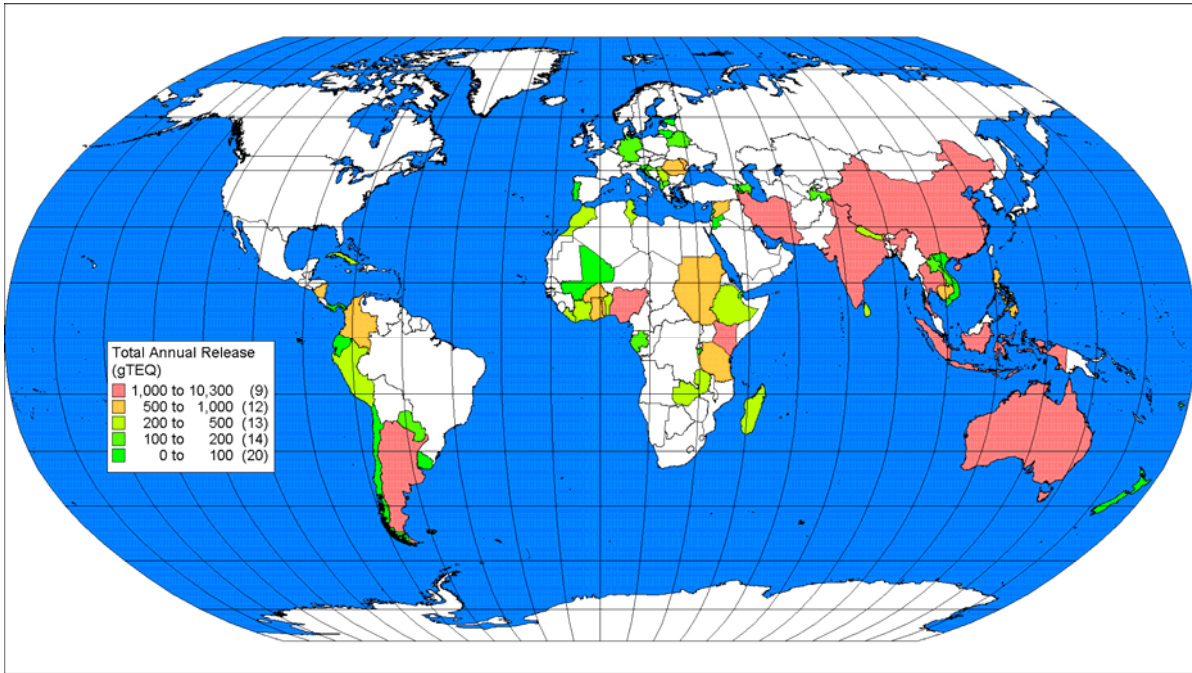 Total Annual Release
(gTEQ)
1,000 to 10,300 (9)
500 to 1,000 (12)
200 to 500 (13)
100 to 200 (14)
0 to 100 (20)